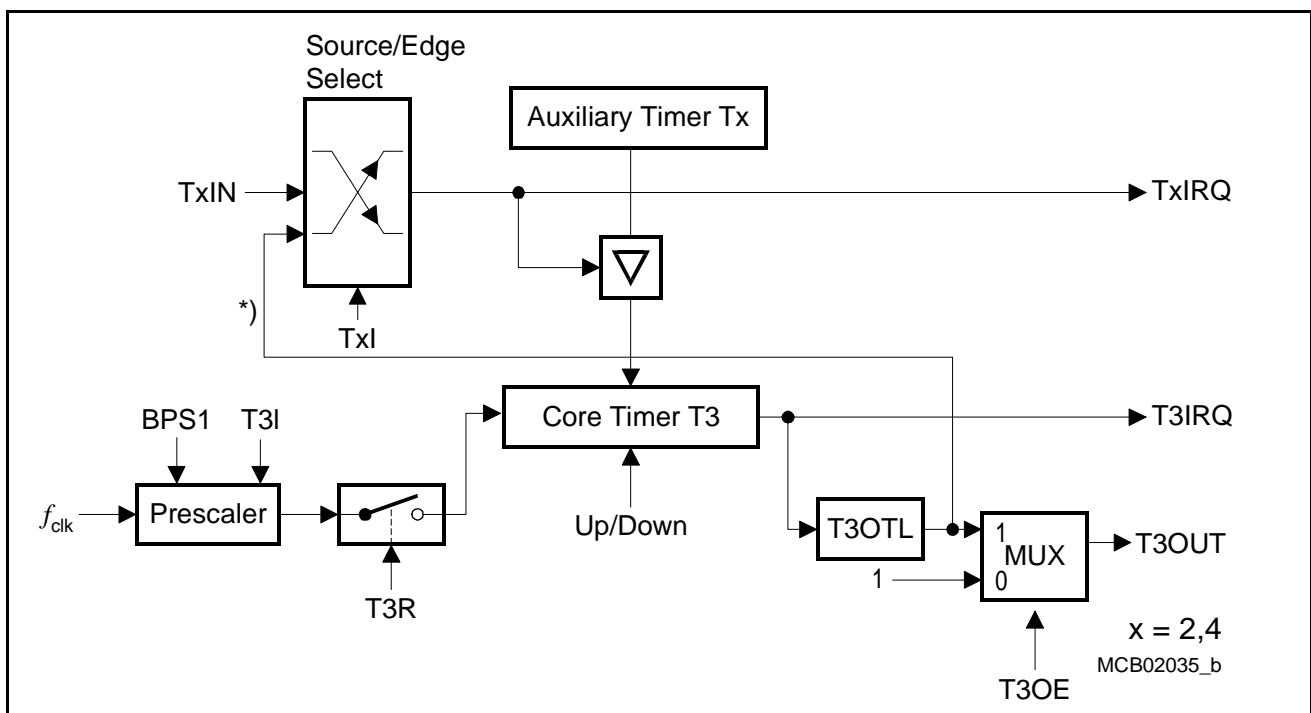 Source/Edge
Select
Auxiliary Timer Tx
TxIN
TxIRQ
*)
TxI
BPS1
T3I
Core Timer T3
T3IRQ
fclk
Prescaler
Up/Down
T3OTL
1
MUX
0
T3OUT
1
T3R
x = 2,4
MCB02035_b
T3OE